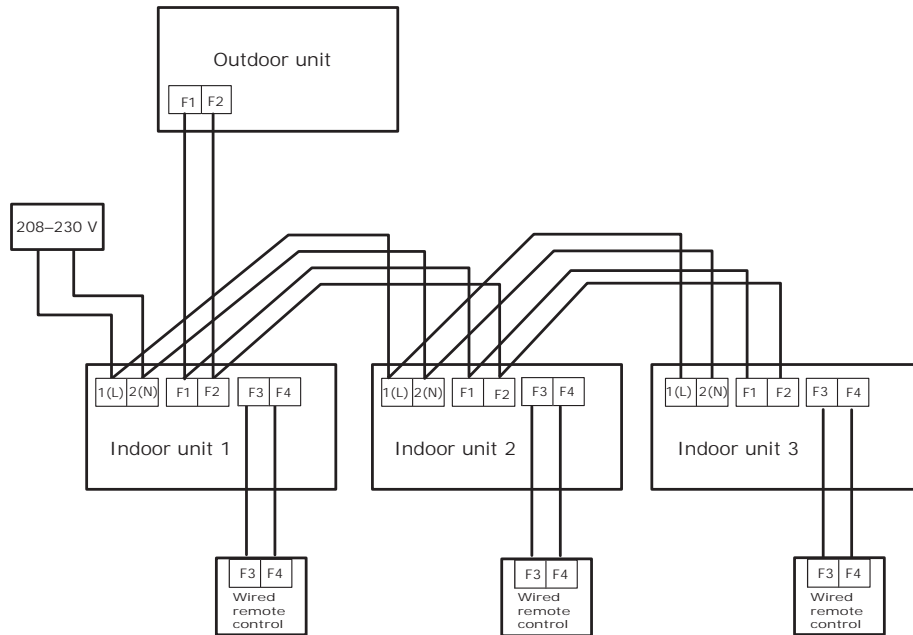 Outdoor unit
F1 F2
208–230 V
1(L) 2(N) F1 F2 F3 F4
Indoor unit 1
1(L) 2(N) F1 F2 F3 F4
Indoor unit 2
1(L) 2(N) F1 F2 F3 F4
Indoor unit 3
F3 F4
Wired
remote
control
F3 F4
Wired
remote
control
F3 F4
Wired
remote
control